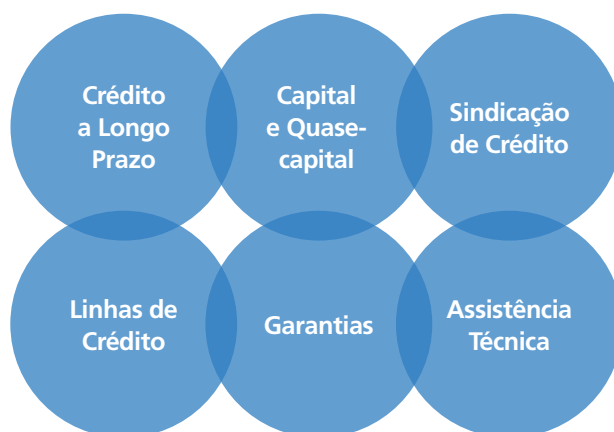 Crédito
a Longo
Prazo
Capital
e Quase-
capital
Sindicação
de Crédito
Linhas de
Crédito
Garantias
Assistência
Técnica